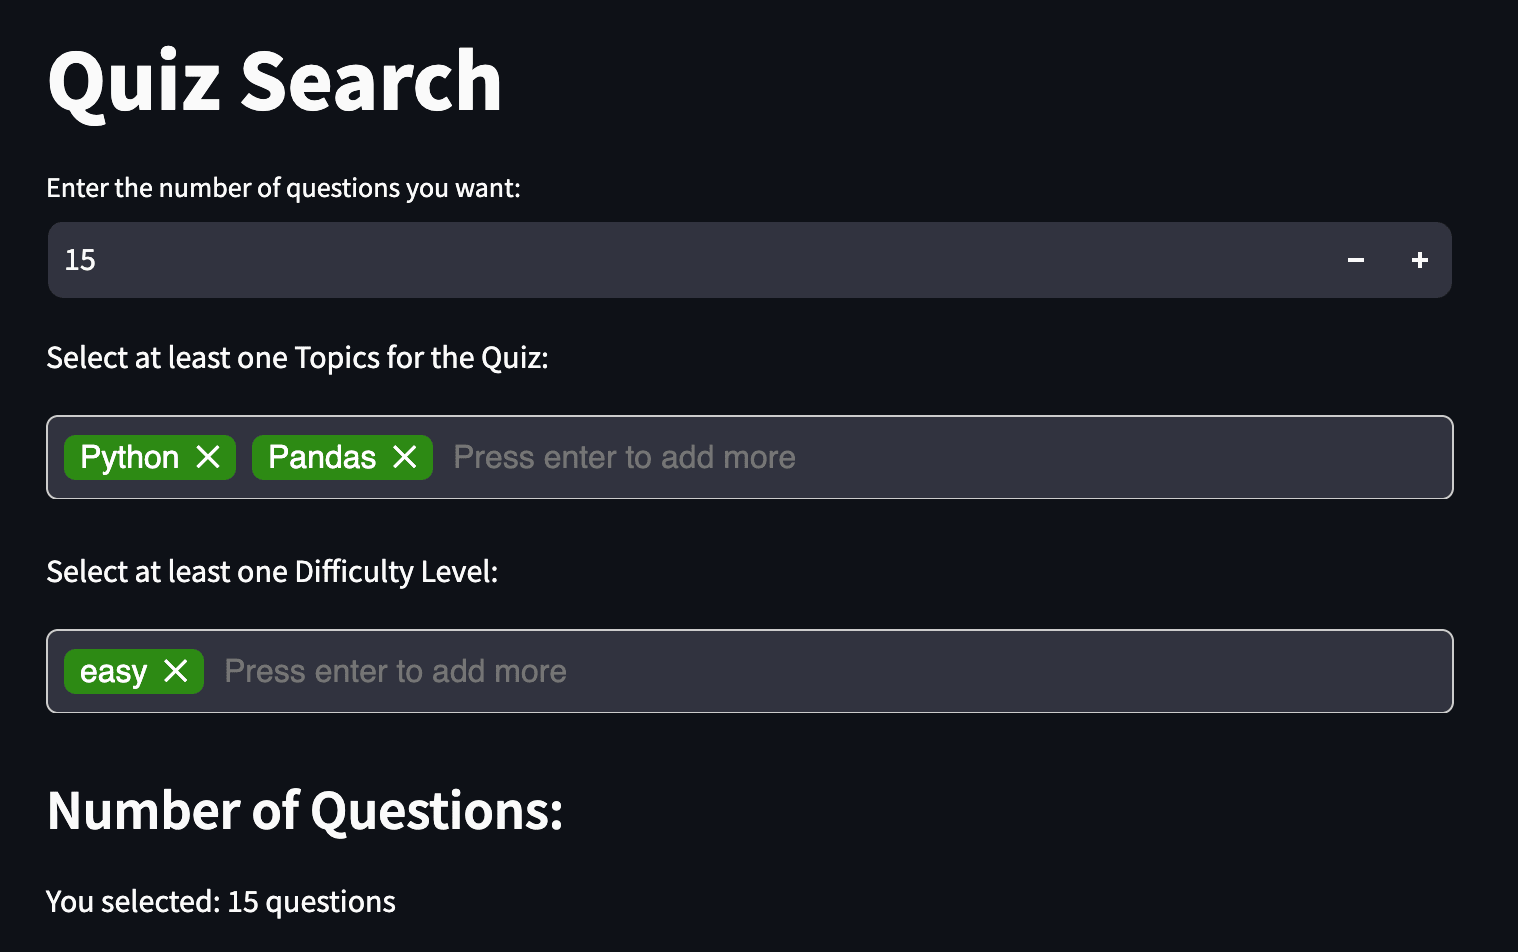 Quiz Search
Enter the number of questions you want:
15 − +
Select at least one Topics for the Quiz:
Python ✕ Pandas ✕ Press enter to add more
Select at least one Difficulty Level:
easy ✕ Press enter to add more
Number of Questions:
You selected: 15 questions